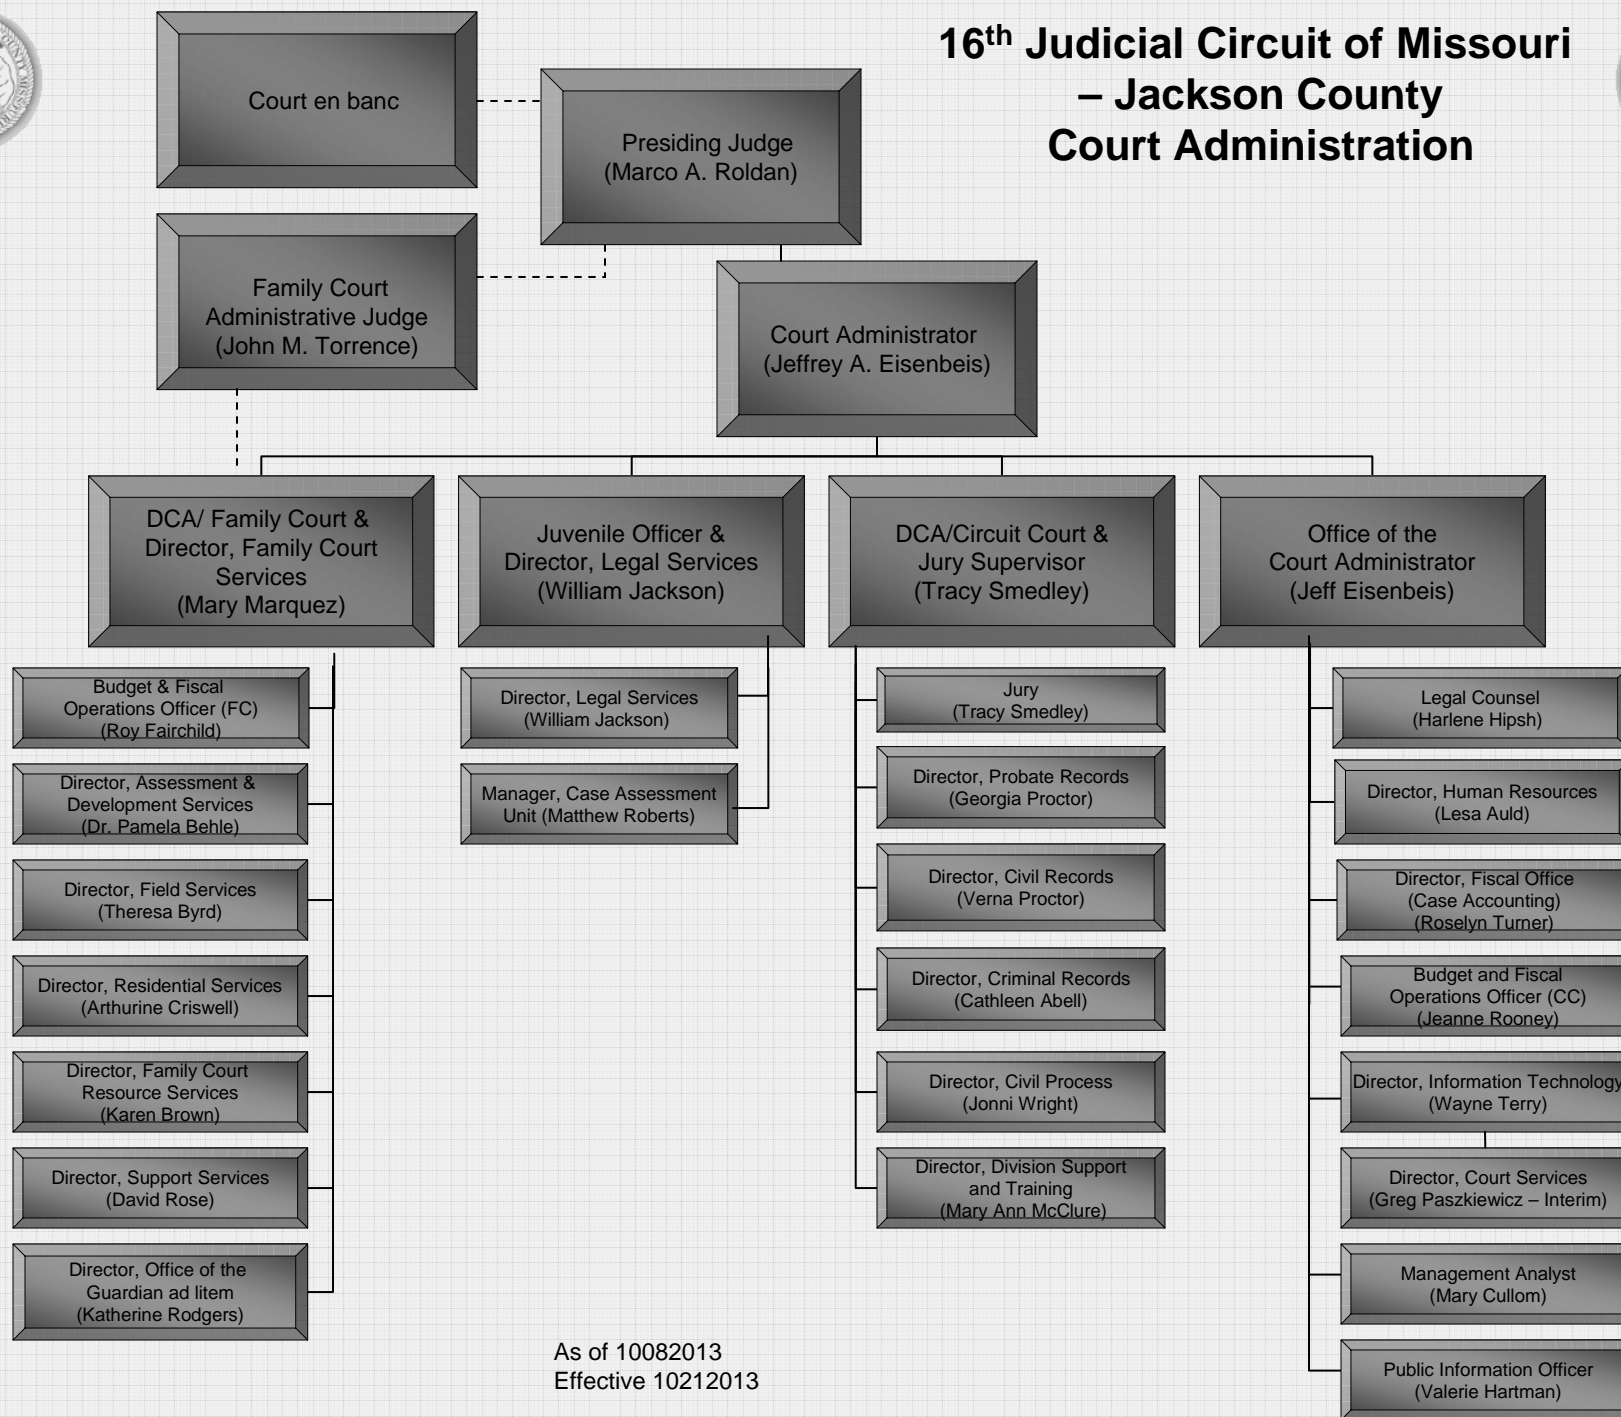 16th Judicial Circuit of Missouri
– Jackson County
Court Administration
Court en banc
Presiding Judge
(Marco A. Roldan)
Family Court
Administrative Judge
(John M. Torrence)
Court Administrator
(Jeffrey A. Eisenbeis)
DCA/ Family Court &
Director, Family Court
Services
(Mary Marquez)
Juvenile Officer &
Director, Legal Services
(William Jackson)
DCA/Circuit Court &
Jury Supervisor
(Tracy Smedley)
Office of the
Court Administrator
(Jeff Eisenbeis)
Budget & Fiscal
Operations Officer (FC)
(Roy Fairchild)
Director, Assessment &
Development Services
(Dr. Pamela Behle)
Director, Field Services
(Theresa Byrd)
Director, Residential Services
(Arthurine Criswell)
Director, Family Court
Resource Services
(Karen Brown)
Director, Support Services
(David Rose)
Director, Office of the
Guardian ad litem
(Katherine Rodgers)
Director, Legal Services
(William Jackson)
Manager, Case Assessment
Unit (Matthew Roberts)
Jury
(Tracy Smedley)
Director, Probate Records
(Georgia Proctor)
Director, Civil Records
(Verna Proctor)
Director, Criminal Records
(Cathleen Abell)
Director, Civil Process
(Jonni Wright)
Director, Division Support
and Training
(Mary Ann McClure)
Legal Counsel
(Harlene Hipsh)
Director, Human Resources
(Lesa Auld)
Director, Fiscal Office
(Case Accounting)
(Roselyn Turner)
Budget and Fiscal
Operations Officer (CC)
(Jeanne Rooney)
Director, Information Technology
(Wayne Terry)
Director, Court Services
(Greg Paszkiewicz – Interim)
Management Analyst
(Mary Cullom)
Public Information Officer
(Valerie Hartman)
As of 10082013
Effective 10212013